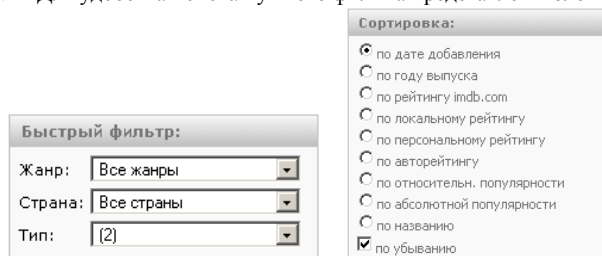 Сортировка:
по дате добавления
по году выпуска
по рейтингу imdb.com
по локальному рейтингу
по персональному рейтингу
по авторейтингу
по относительн. популярности
по абсолютной популярности
по названию
по убыванию
Быстрый фильтр:
Жанр: Все жанры
Страна: Все страны
Тип: (2)